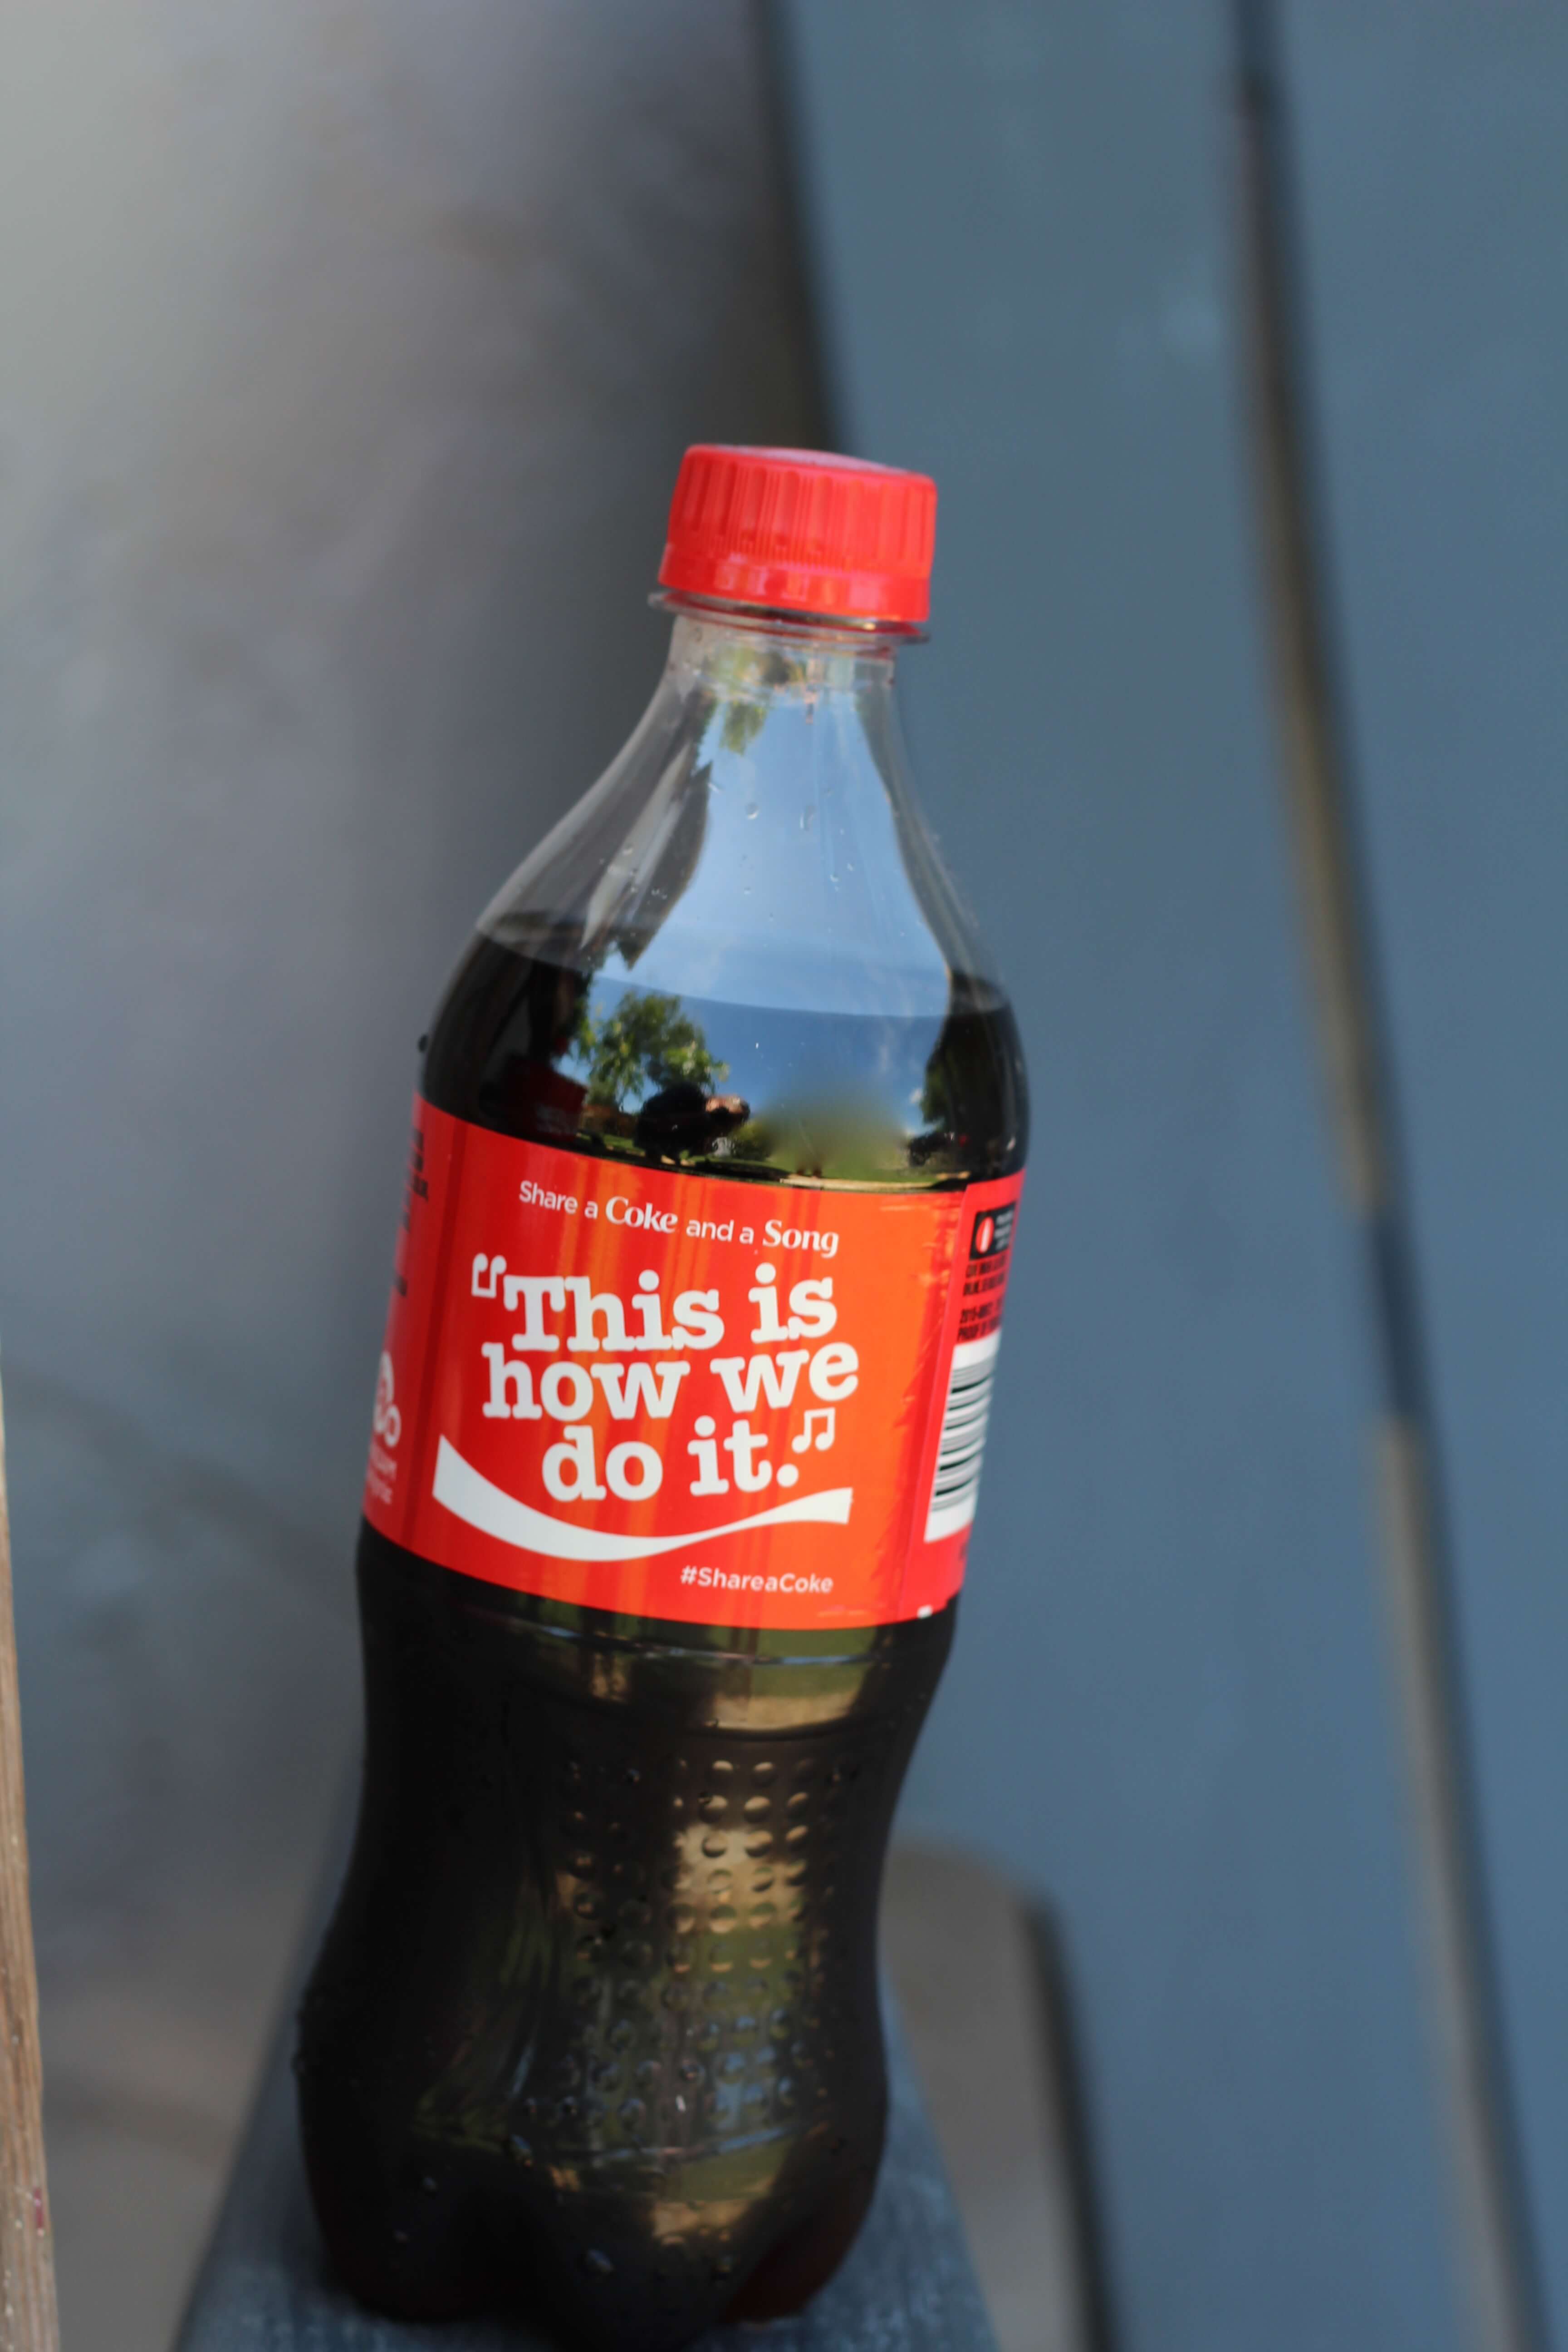 Share a Coke and a Song
“This is
how we
do it.♫
#ShareaCoke